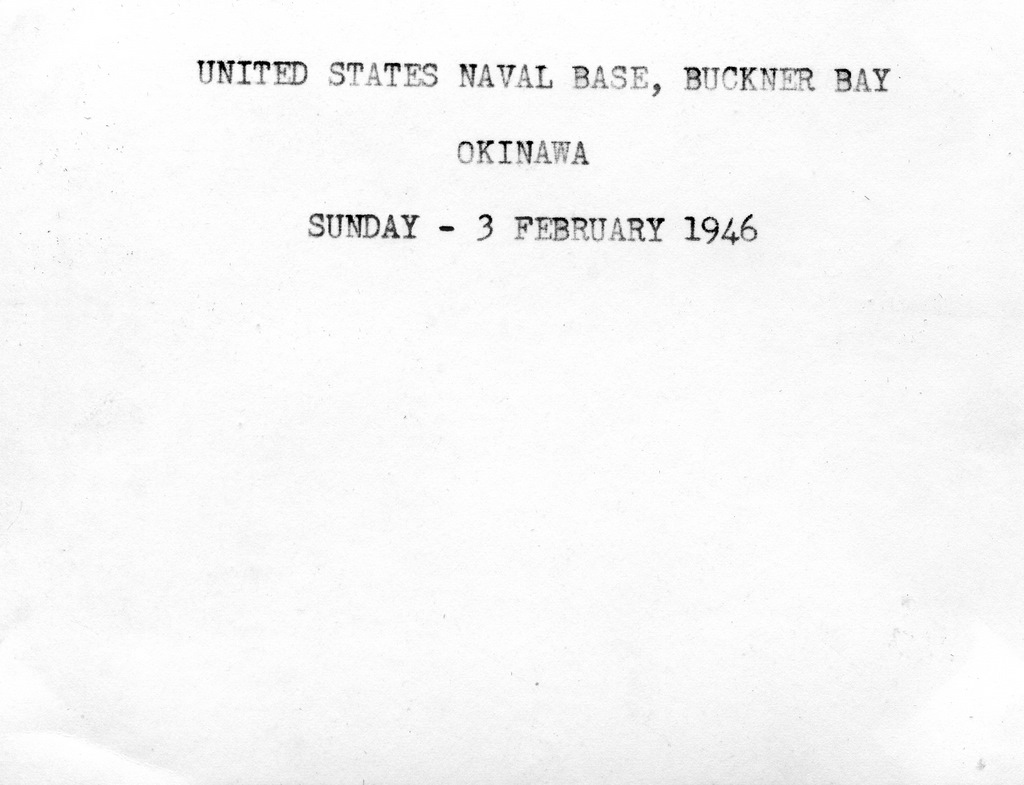 UNITED STATES NAVAL BASE, BUCKNER BAY
OKINAWA
SUNDAY - 3 FEBRUARY 1946